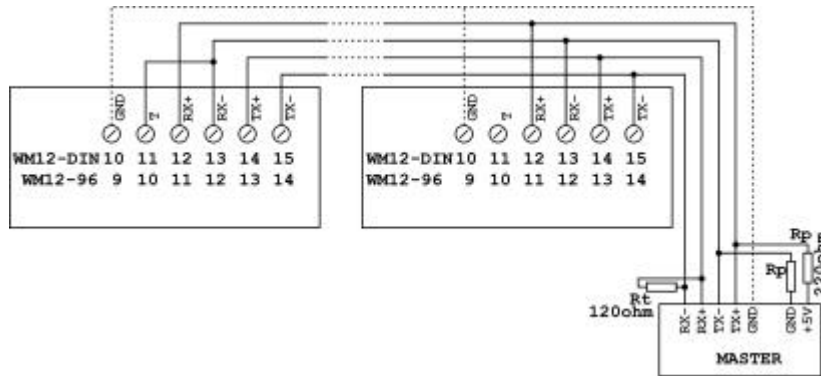 GND T RX+ RX- TX+ TX-
WM12-DIN 10 11 12 13 14 15
WM12-96 9 10 11 12 13 14
GND T RX+ RX- TX+ TX-
WM12-DIN 10 11 12 13 14 15
WM12-96 9 10 11 12 13 14
Rp
Rp
220ohm
Rt
120ohm
RX- RX+ TX- TX+ GND GND +5V
MASTER